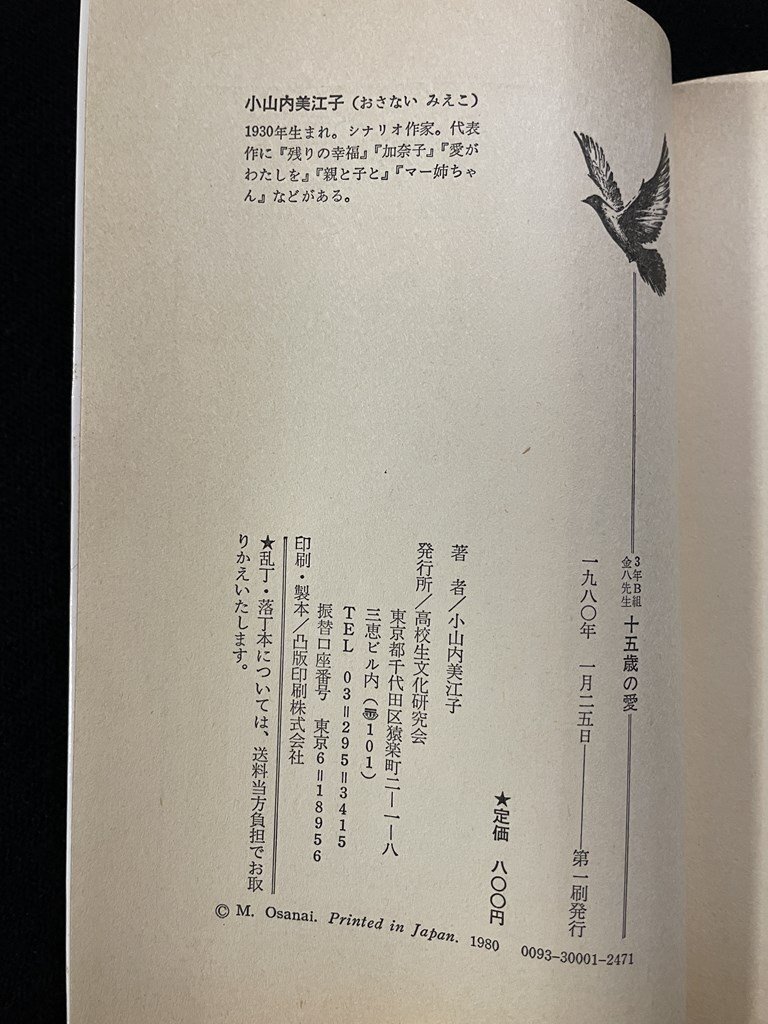 小山内美江子（おさない みえこ）
1930年生まれ。シナリオ作家。代表
作に『残りの幸福』『加奈子』『愛が
わたしを』『親と子と』『マー姉ちゃ
ん』などがある。
3年B組
金八先生
十五歳の愛
一九八〇年　一月二五日――第一刷発行
★定価　八〇〇円
著　者／小山内美江子
発行所／高校生文化研究会
東京都千代田区猿楽町二―一―八
三恵ビル内（〠101）
TEL 03＝295＝3415
振替口座番号　東京6＝18956
印刷・製本／凸版印刷株式会社
★乱丁・落丁本については、送料当方負担でお取
りかえいたします。
© M. Osanai. Printed in Japan. 1980 0093-30001-2471